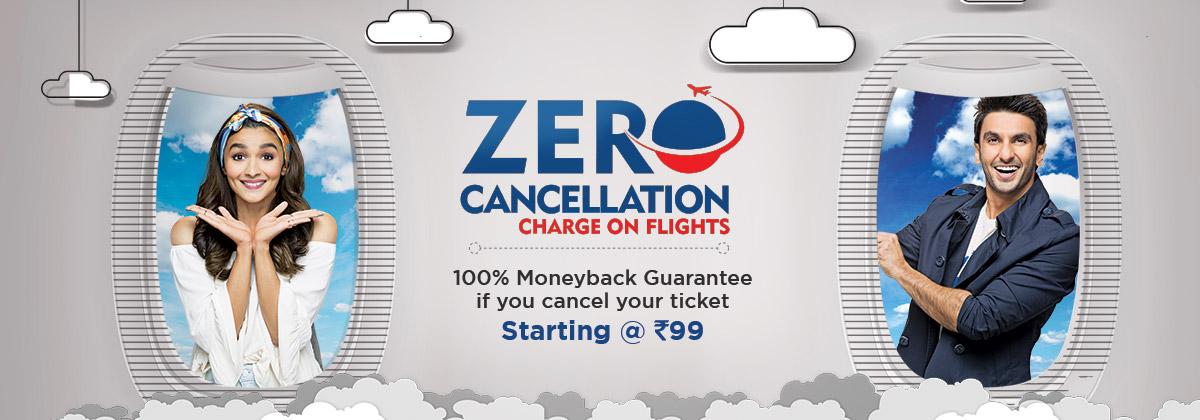 ZERO
CANCELLATION
CHARGE ON FLIGHTS
100% Moneyback Guarantee
if you cancel your ticket
Starting @ ₹99